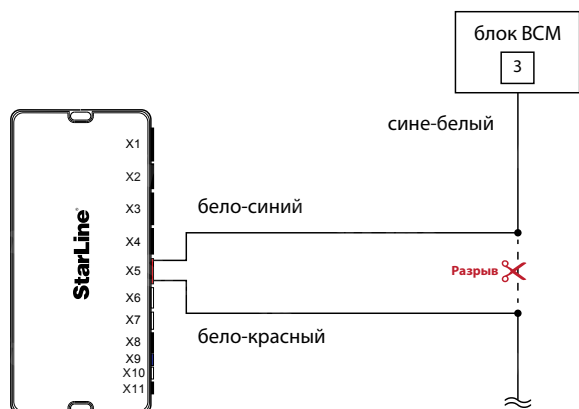 блок BCM
3
сине-белый
X1
X2
бело-синий
X3
X4
Разрыв
X5
X6
X7
бело-красный
X8
X9
X10
X11
StarLine